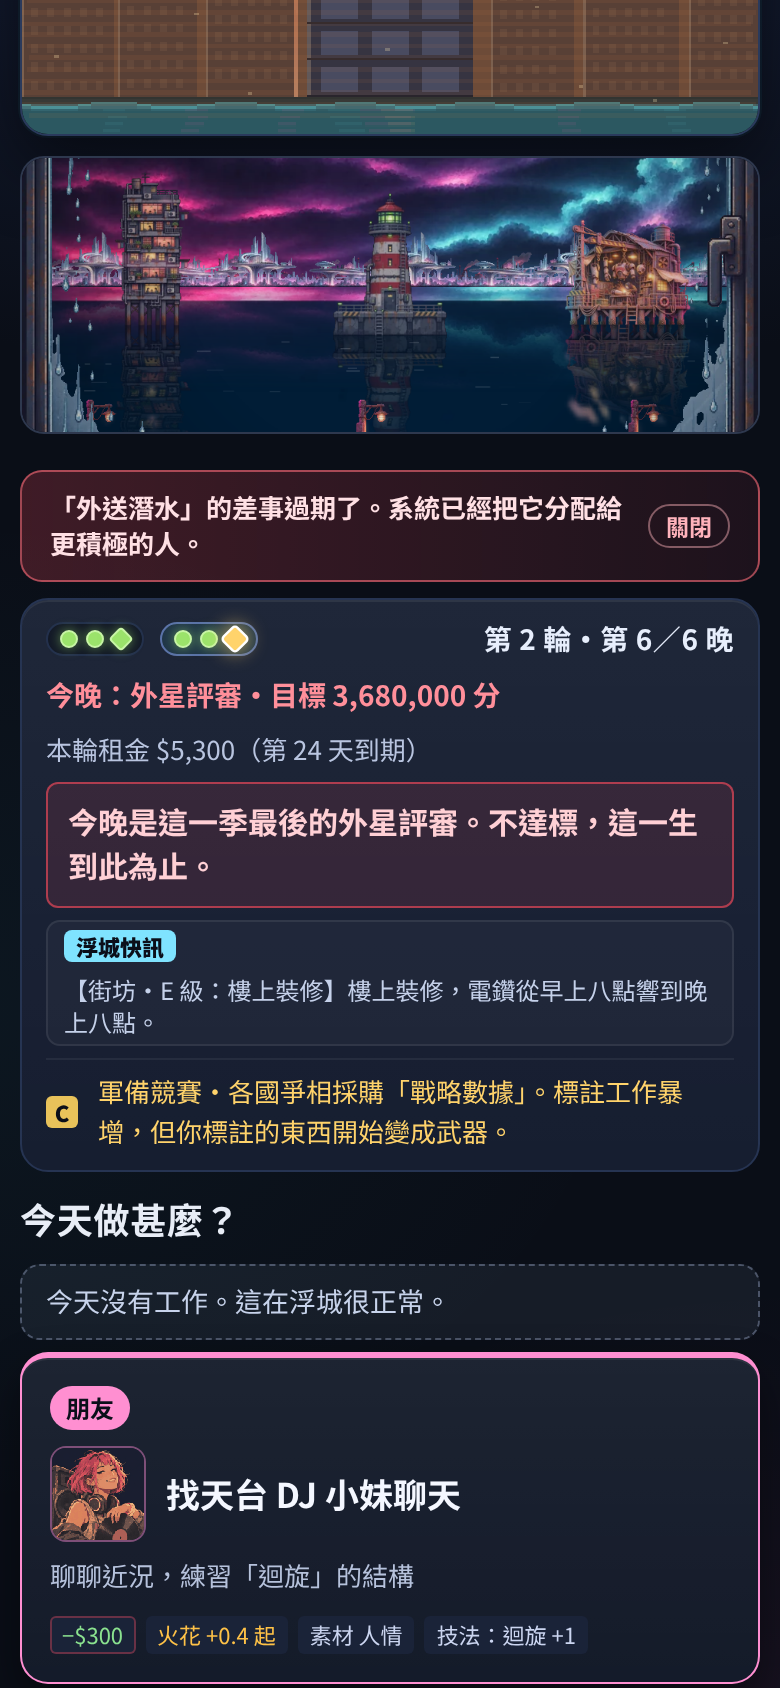 「外送潛水」的差事過期了。系統已經把它分配給
更積極的人。
關閉
第 2 輪・第 6／6 晚
今晚：外星評審・目標 3,680,000 分
本輪租金 $5,300（第 24 天到期）
今晚是這一季最後的外星評審。不達標，這一生
到此為止。
浮城快訊
【街坊・E 級：樓上裝修】樓上裝修，電鑽從早上八點響到晚
上八點。
C
軍備競賽・各國爭相採購「戰略數據」。標註工作暴
增，但你標註的東西開始變成武器。
今天做甚麼？
今天沒有工作。這在浮城很正常。
朋友
找天台 DJ 小妹聊天
聊聊近況，練習「迴旋」的結構
−$300
火花 +0.4 起
素材 人情
技法：迴旋 +1